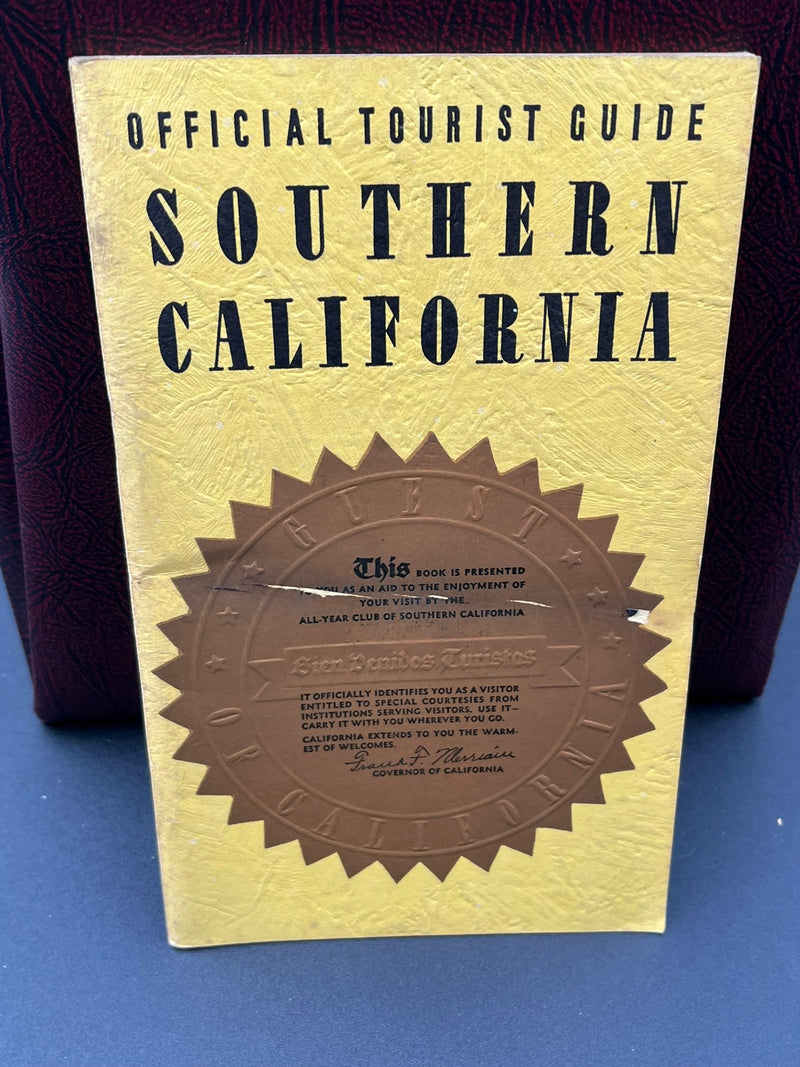 OFFICIAL TOURIST GUIDE
SOUTHERN
CALIFORNIA
GUEST
This BOOK IS PRESENTED
TO YOU AS AN AID TO THE ENJOYMENT OF
YOUR VISIT BY THE
ALL-YEAR CLUB OF SOUTHERN CALIFORNIA
Bien Venidos Turistas
IT OFFICIALLY IDENTIFIES YOU AS A VISITOR
ENTITLED TO SPECIAL COURTESIES FROM
INSTITUTIONS SERVING VISITORS. USE IT—
CARRY IT WITH YOU WHEREVER YOU GO.
CALIFORNIA EXTENDS TO YOU THE WARM-
EST OF WELCOMES.
Frank F. Merriam
GOVERNOR OF CALIFORNIA
OF CALIFORNIA